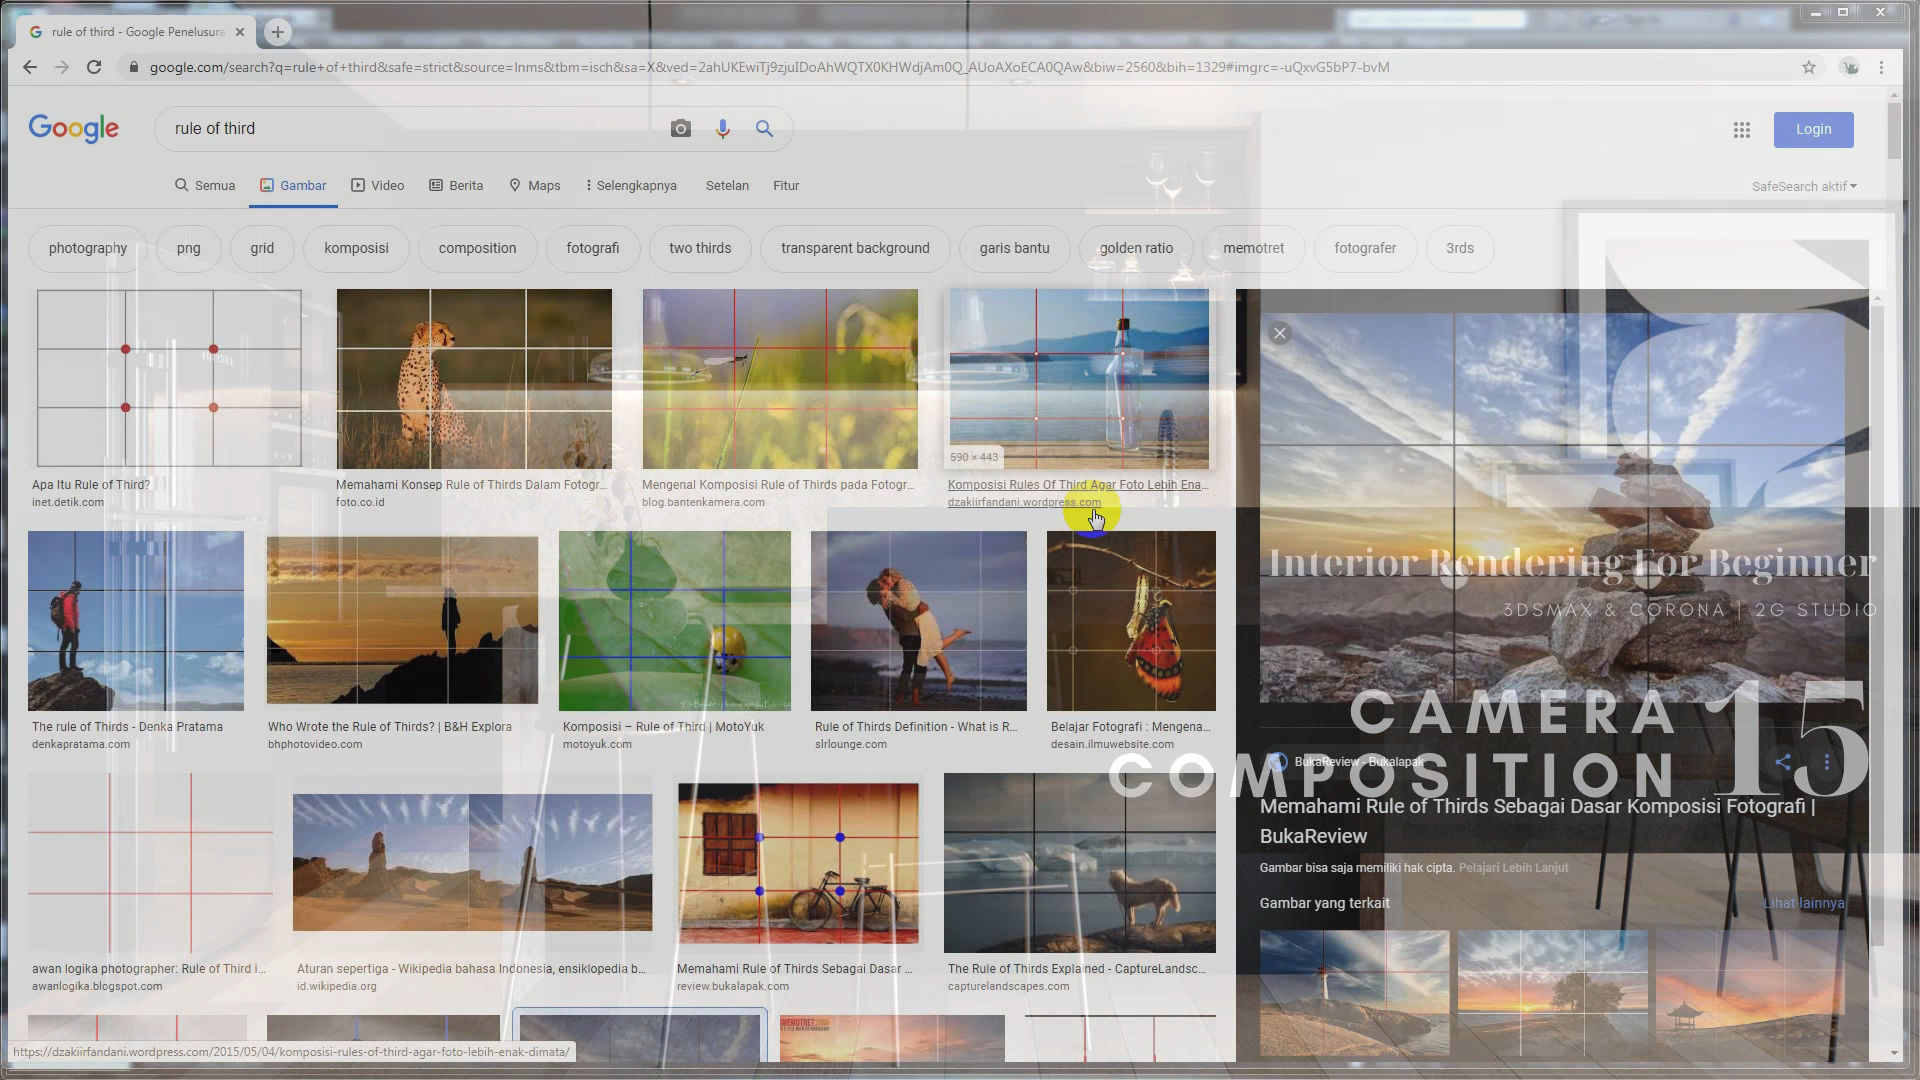 rule of third - Google Penelusura
google.com/search?q=rule+of+third&safe=strict&source=lnms&tbm=isch&sa=X&ved=2ahUKEwiTj9zjuIDoAhWQTX0KHWdjAm0Q_AUoAXoECA0QAw&biw=2560&bih=1329#imgrc=-uQxvG5bP7-bvM
Google
rule of third
Login
Semua
Gambar
Video
Berita
Maps
Selengkapnya
Setelan
Fitur
SafeSearch aktif
photography
png
grid
komposisi
composition
fotografi
two thirds
transparent background
garis bantu
golden ratio
memotret
fotografer
3rds
590 × 443
Apa Itu Rule of Third?
inet.detik.com
Memahami Konsep Rule of Thirds Dalam Fotogr...
foto.co.id
Mengenal Komposisi Rule of Thirds pada Fotogr...
blog.bantenkamera.com
Komposisi Rules Of Third Agar Foto Lebih Ena...
dzakiirfandani.wordpress.com
Interior Rendering For Beginner
3DSMAX & CORONA | 2G STUDIO
The rule of Thirds - Denka Pratama
denkapratama.com
Who Wrote the Rule of Thirds? | B&H Explora
bhphotovideo.com
Komposisi – Rule of Third | MotoYuk
motoyuk.com
Rule of Thirds Definition - What is R...
slrlounge.com
Belajar Fotografi : Mengena...
desain.ilmuwebsite.com
CAMERA
COMPOSITION
15
BukaReview - Bukalapak
Memahami Rule of Thirds Sebagai Dasar Komposisi Fotografi |
BukaReview
Gambar bisa saja memiliki hak cipta. Pelajari Lebih Lanjut
Gambar yang terkait
Lihat lainnya
awan logika photographer: Rule of Third i...
awanlogika.blogspot.com
Aturan sepertiga - Wikipedia bahasa Indonesia, ensiklopedia b...
id.wikipedia.org
Memahami Rule of Thirds Sebagai Dasar ...
review.bukalapak.com
The Rule of Thirds Explained - CaptureLandsc...
capturelandscapes.com
https://dzakiirfandani.wordpress.com/2015/05/04/komposisi-rules-of-third-agar-foto-lebih-enak-dimata/